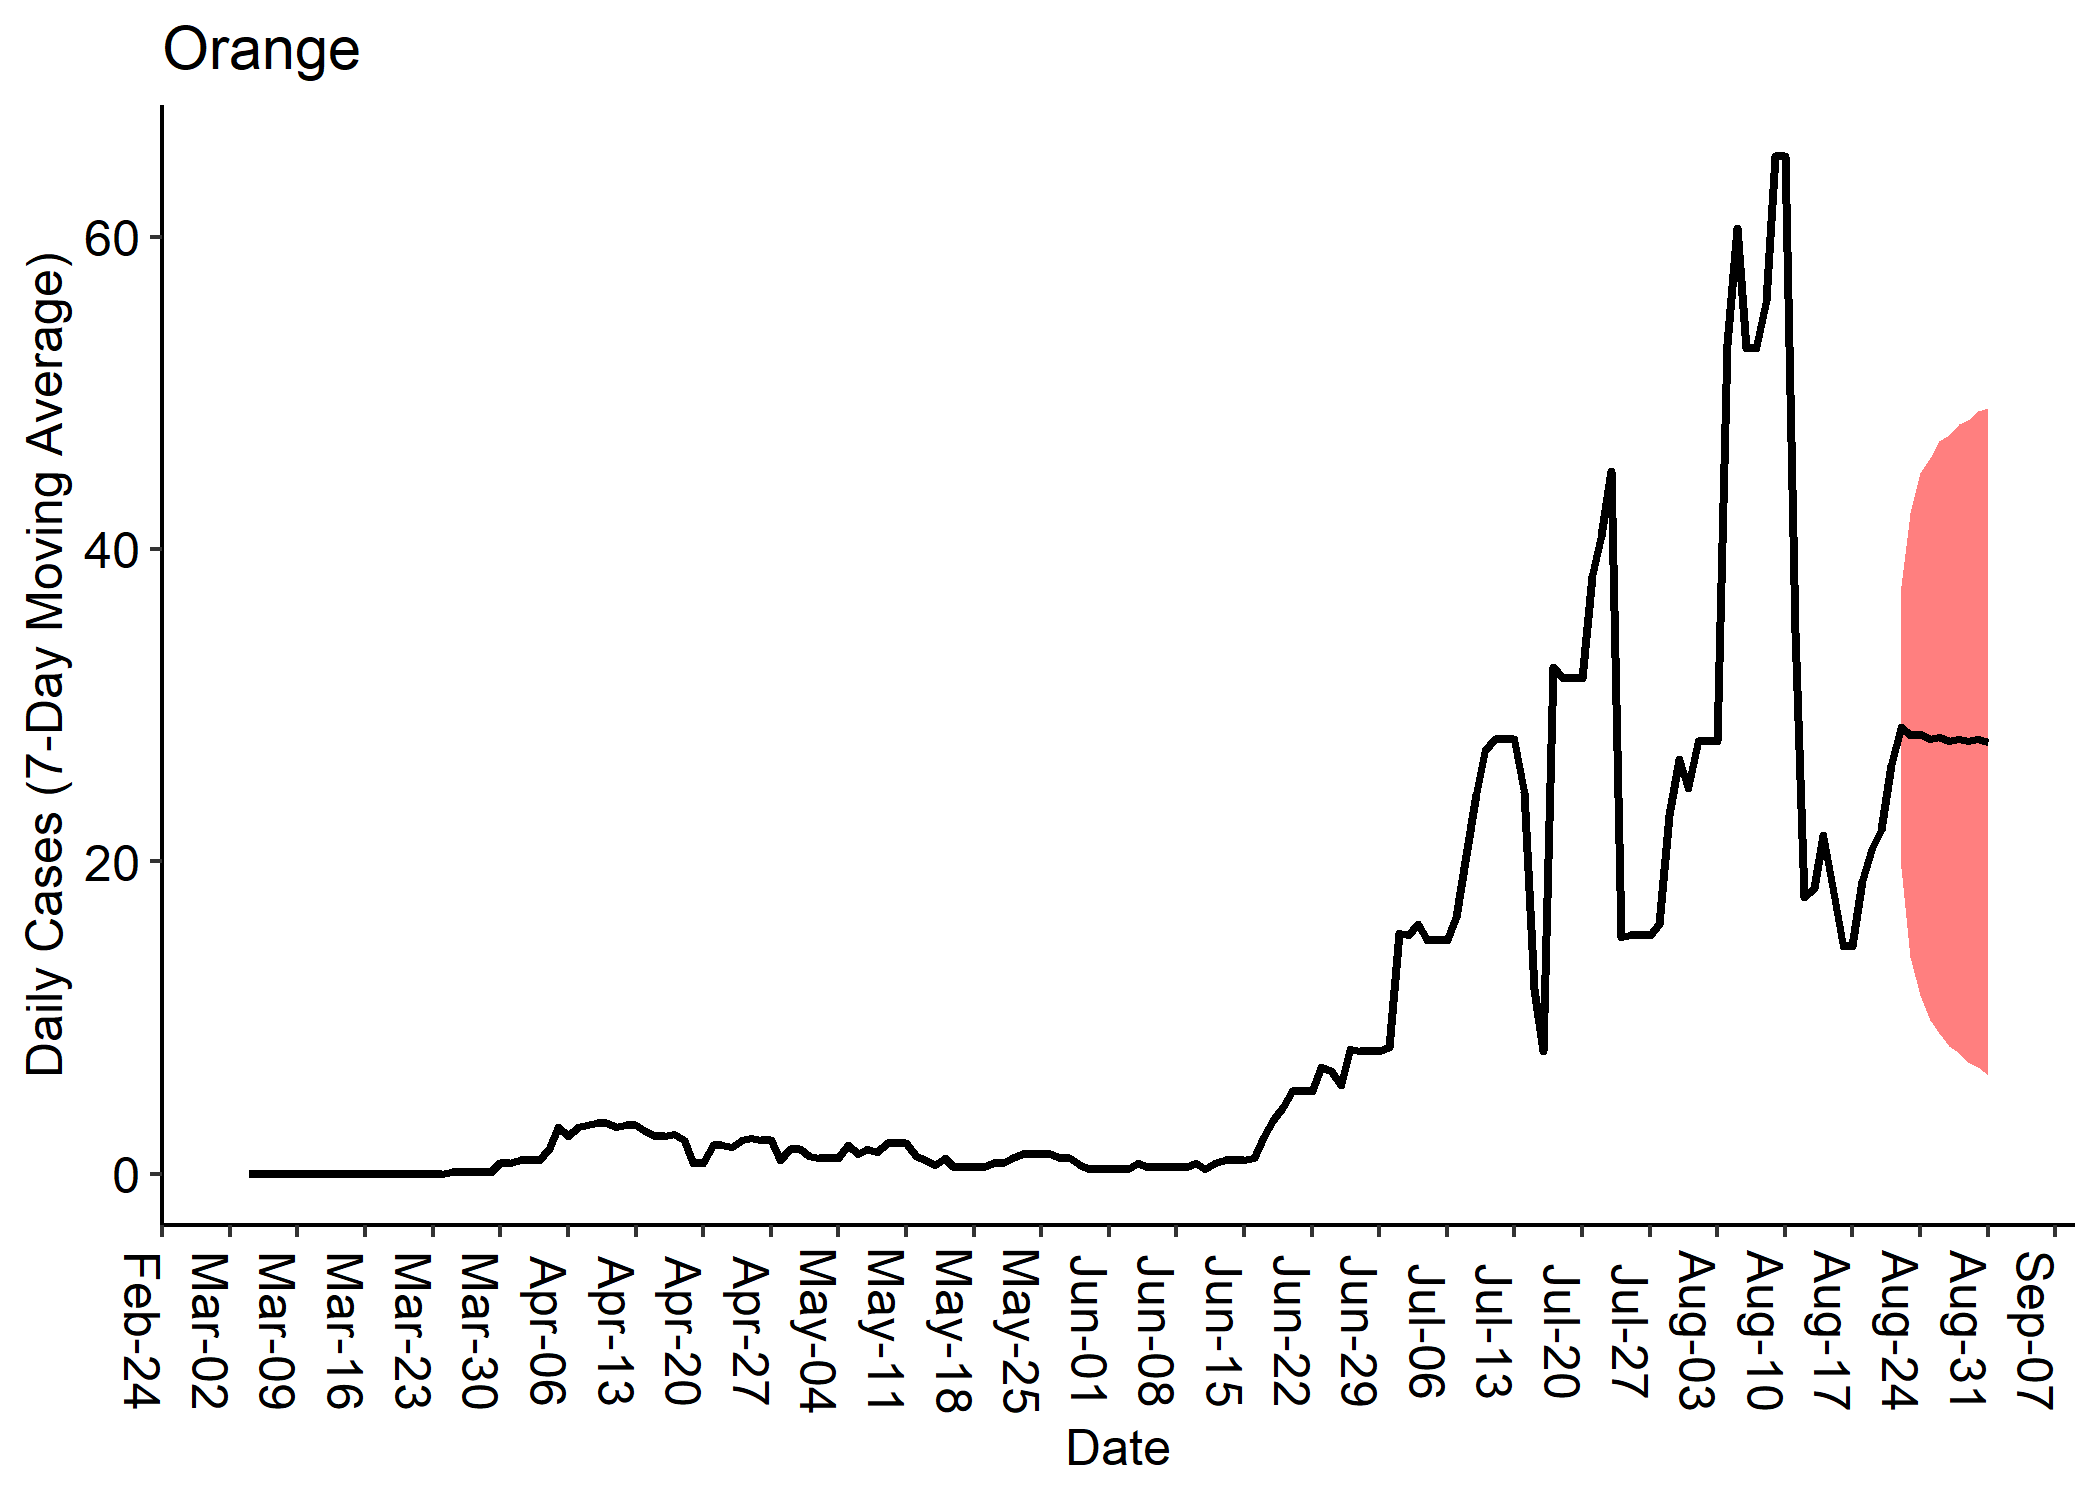 Orange
Daily Cases (7-Day Moving Average)
60
40
20
0
Feb-24
Mar-02
Mar-09
Mar-16
Mar-23
Mar-30
Apr-06
Apr-13
Apr-20
Apr-27
May-04
May-11
May-18
May-25
Jun-01
Jun-08
Jun-15
Jun-22
Jun-29
Jul-06
Jul-13
Jul-20
Jul-27
Aug-03
Aug-10
Aug-17
Aug-24
Aug-31
Sep-07
Date